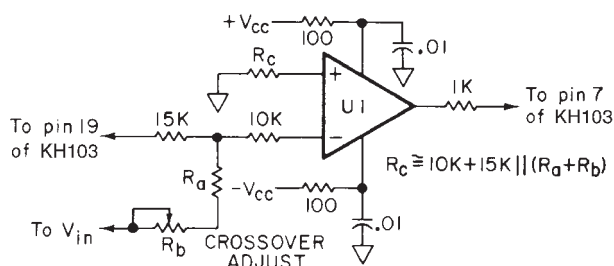 +Vcc
100
.01
Rc
+
U1
−
1K
To pin 7
of KH103
To pin 19
of KH103
15K
10K
Ra
−Vcc
100
.01
Rc ≅ 10K+15K||(Ra+Rb)
To Vin
Rb
CROSSOVER
ADJUST